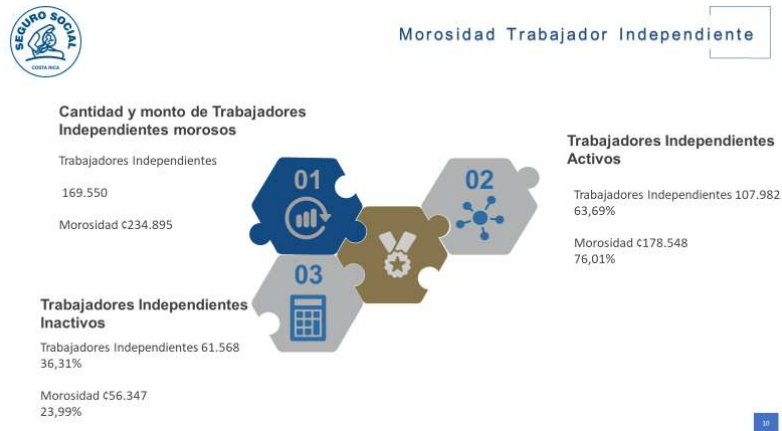 SEGURO SOCIAL
COSTA RICA
Morosidad Trabajador Independiente
Cantidad y monto de Trabajadores
Independientes morosos
Trabajadores Independientes
169.550
Morosidad ¢234.895
01
02
03
Trabajadores Independientes
Activos
Trabajadores Independientes 107.982
63,69%
Morosidad ¢178.548
76,01%
Trabajadores Independientes
Inactivos
Trabajadores Independientes 61.568
36,31%
Morosidad ¢56.347
23,99%
10